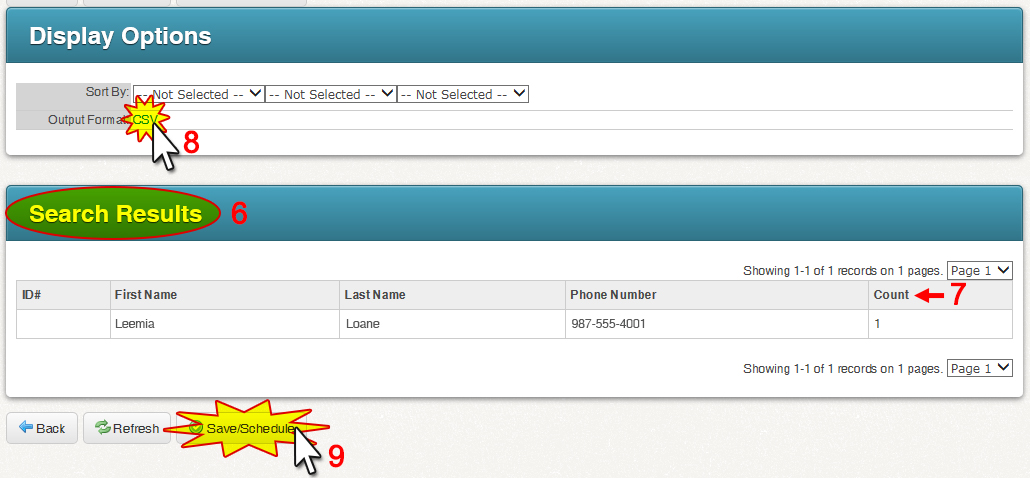 Display Options
Sort By: -- Not Selected -- -- Not Selected -- -- Not Selected --
Output Format: CSV
8
Search Results 6
Showing 1-1 of 1 records on 1 pages. Page 1
ID# First Name Last Name Phone Number Count 7
Leemia Loane 987-555-4001 1
Showing 1-1 of 1 records on 1 pages. Page 1
Back Refresh Save/Schedule
9